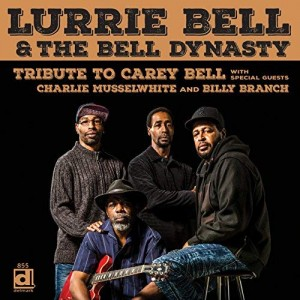 LURRIE BELL
& THE BELL DYNASTY
TRIBUTE TO CAREY BELL WITH SPECIAL GUESTS
CHARLIE MUSSELWHITE AND BILLY BRANCH
855
d
delmark